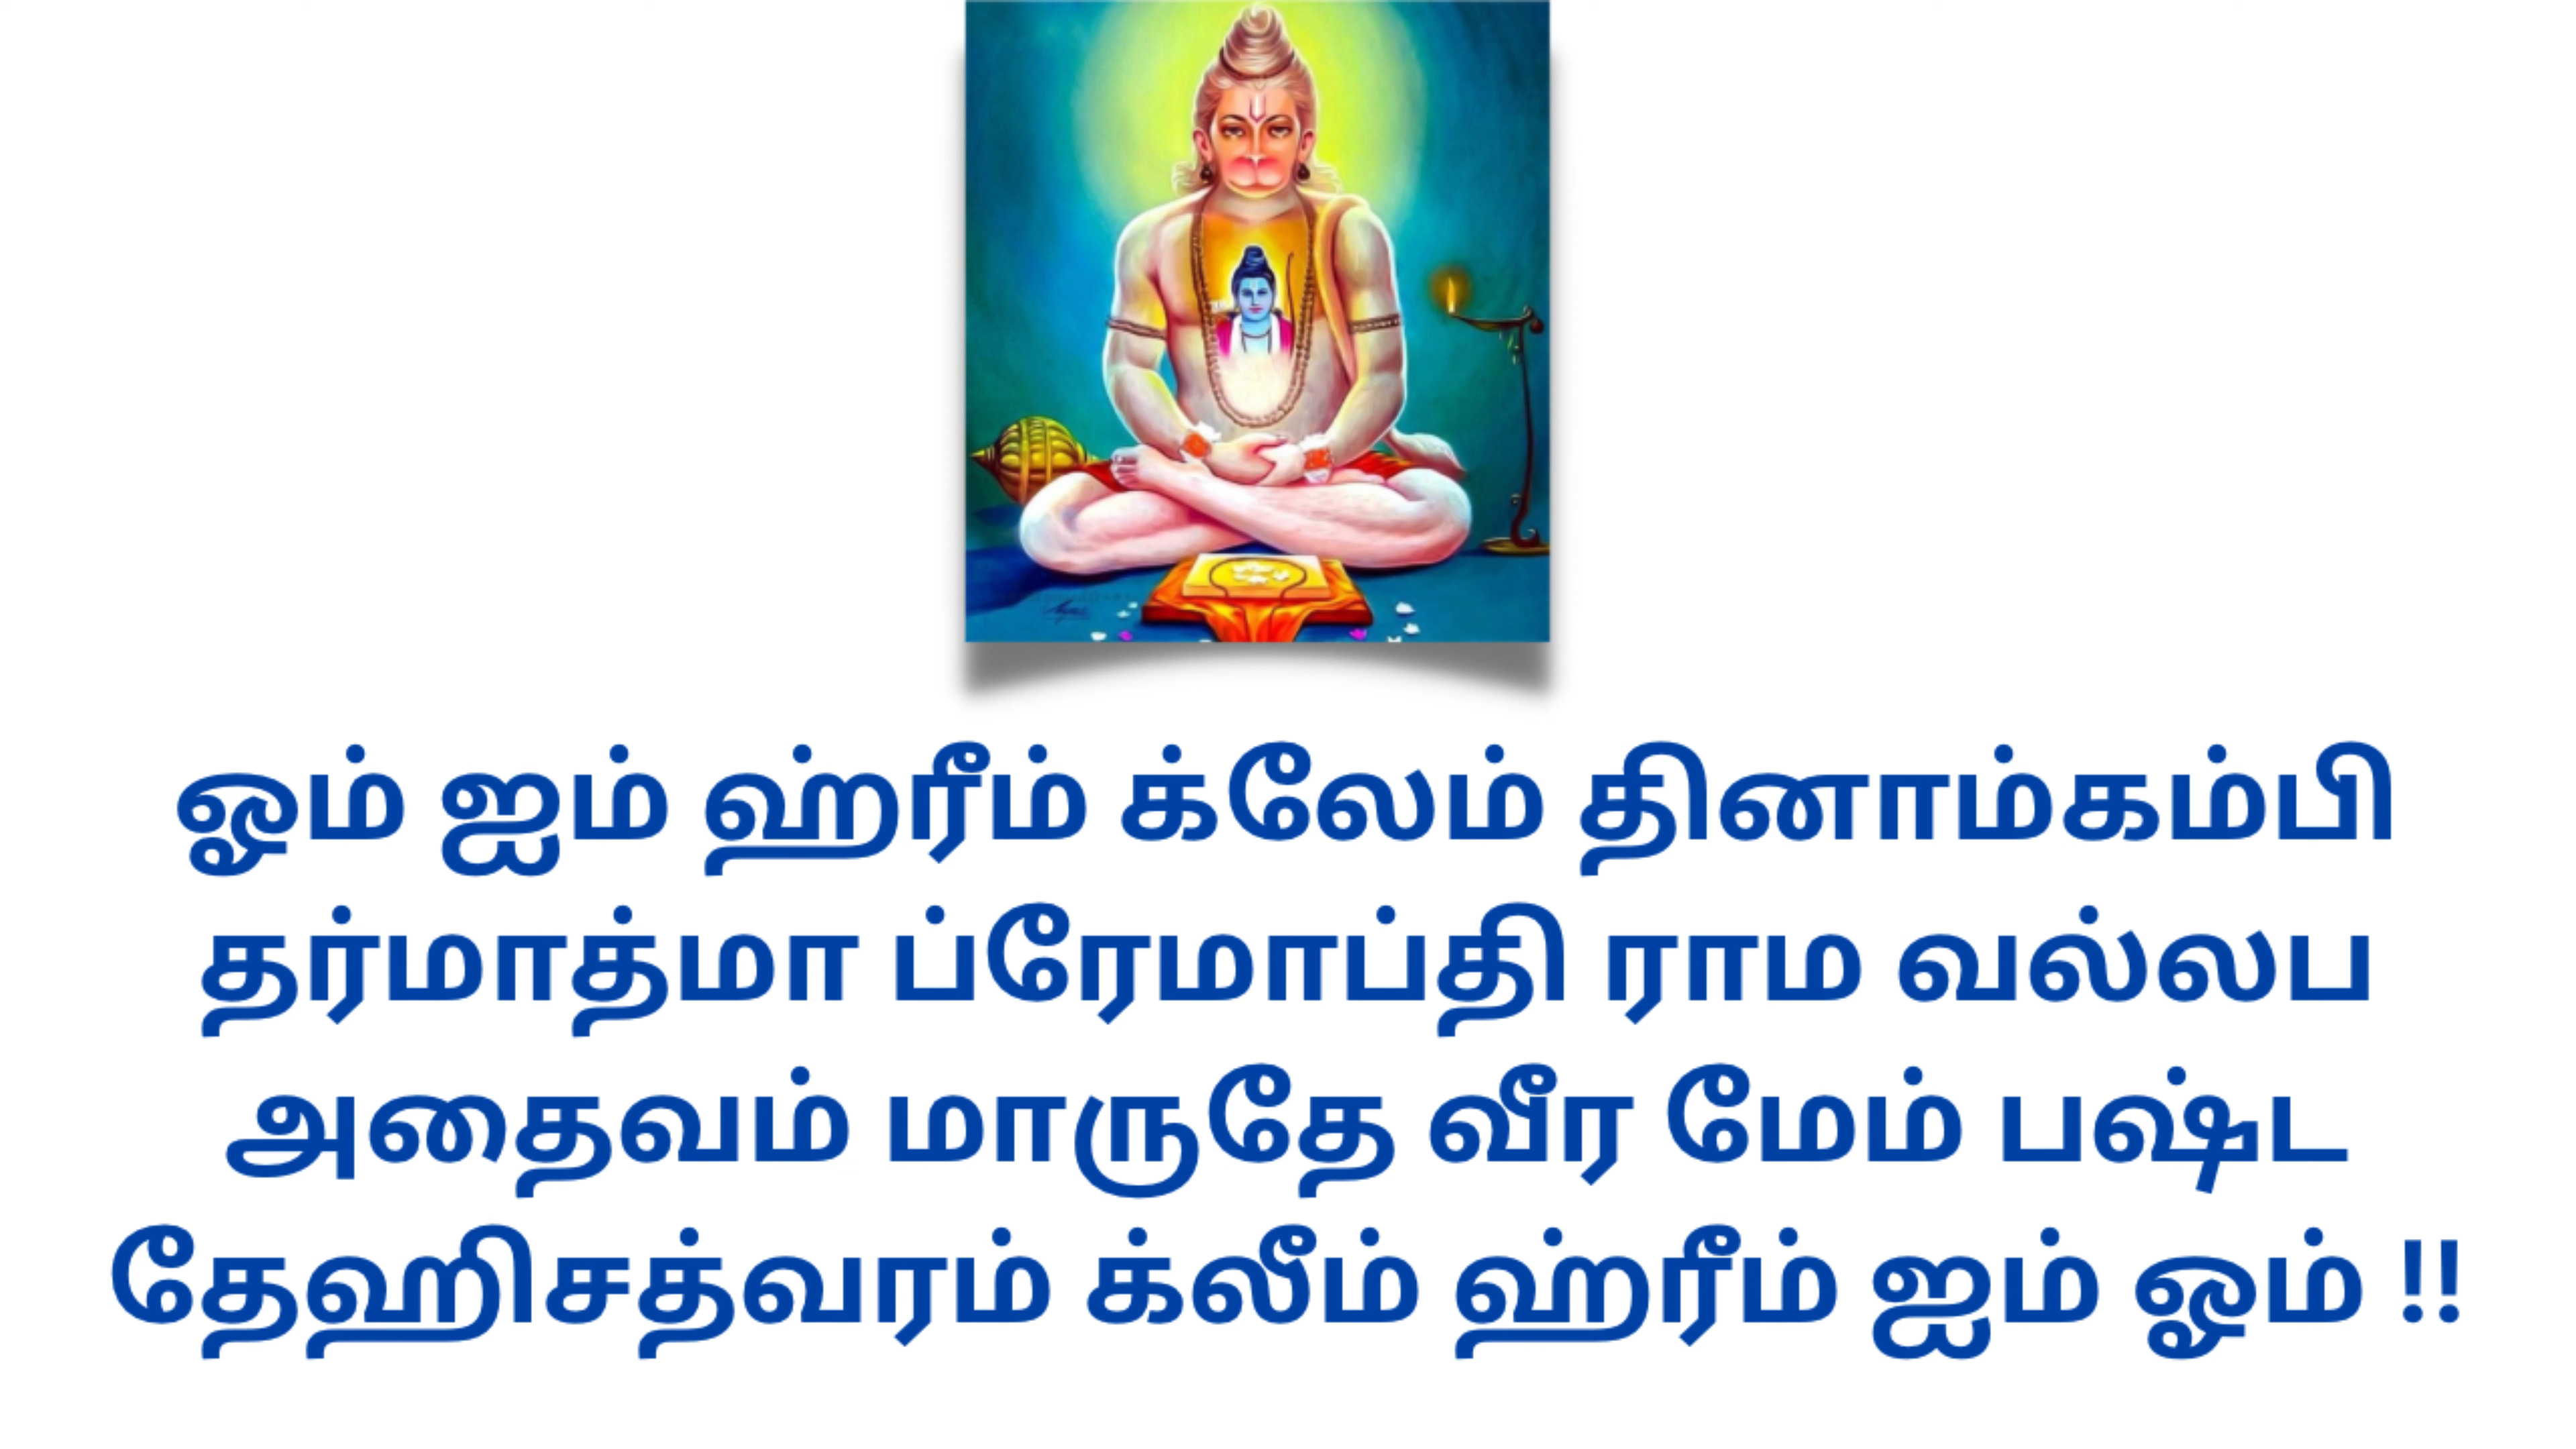 ஓம் ஐம் ஹ்ரீம் க்லேம் தினாம்கம்பி
தர்மாத்மா ப்ரேமாப்தி ராம வல்லப
அதைவம் மாருதே வீர மேம் பஷ்ட
தேஹிசத்வரம் க்லீம் ஹ்ரீம் ஐம் ஓம் !!